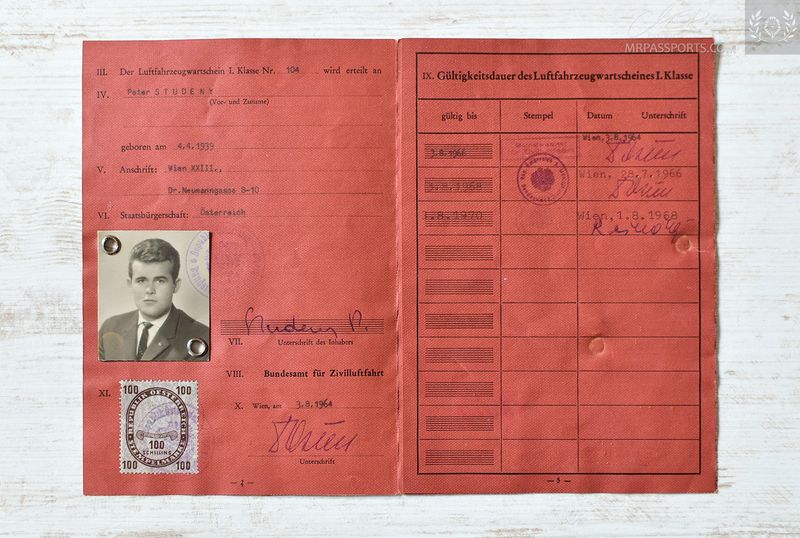 MRPASSPORTS.COM
III. Der Luftfahrzeugwartschein I. Klasse Nr. 104 wird erteilt an
IV. Peter STUDENY
(Vor- und Zuname)
geboren am 4.4.1939
V. Anschrift: Wien XXIII.,
Dr.Neumanngasse 8-10
VI. Staatsbürgerschaft: Österreich
Studeny P.
VII. Unterschrift des Inhabers
VIII. Bundesamt für Zivilluftfahrt
XI.
100 100
REPUBLIK OESTERREICH
100
SCHILLING
STEMPELMARKE
100 100
X. Wien, am 3.8.1964
Unterschrift
— 2 —
IX. Gültigkeitsdauer des Luftfahrzeugwartscheines I. Klasse
gültig bis Stempel Datum Unterschrift
3.8.1966 Wien, 3.8.1964
3.8.1968 Wien, 28.7.1966
3.8.1970 Wien, 1.8.1968